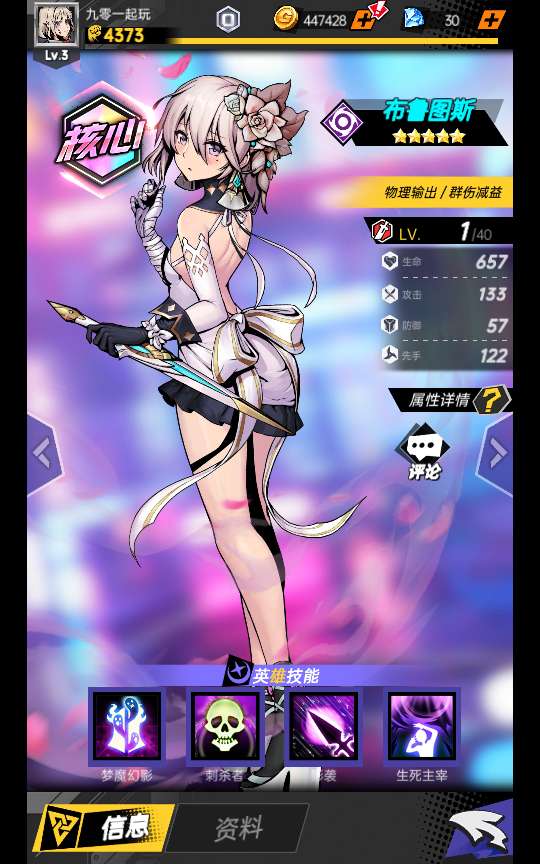 九零一起玩
4373
447428
30
Lv.3
核心
布鲁图斯
物理输出 / 群伤减益
LV. 1/40
生命 657
攻击 133
防御 57
先手 122
属性详情 ?
评论
英雄技能
梦魔幻影 刺杀者 袭 生死主宰
信息 资料